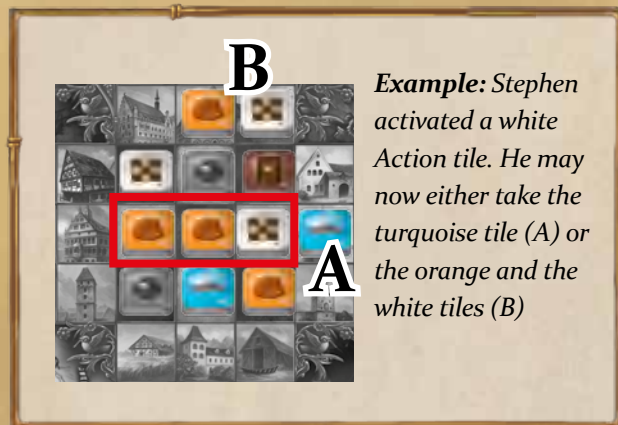 B
A
Example: Stephen
activated a white
Action tile. He may
now either take the
turquoise tile (A) or
the orange and the
white tiles (B)